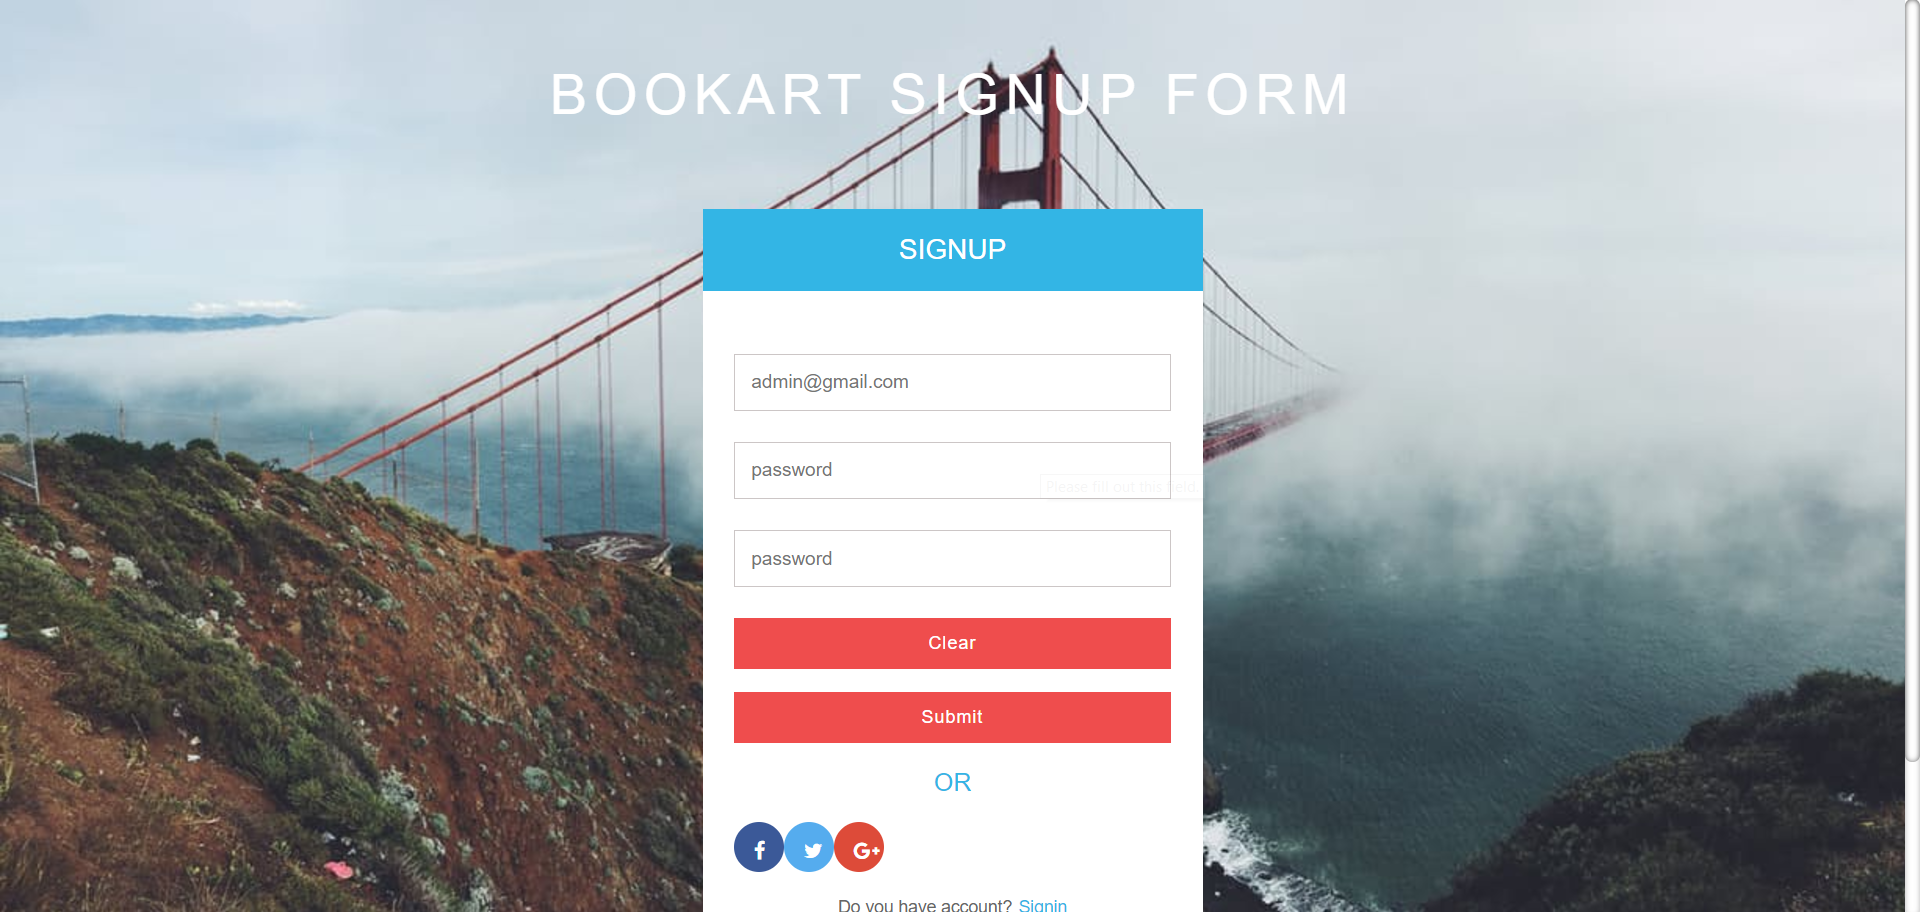 BOOKART SIGNUP FORM
SIGNUP
admin@gmail.com
password
Please fill out this field.
password
Clear
Submit
OR
f
G+
Do you have account? Signin